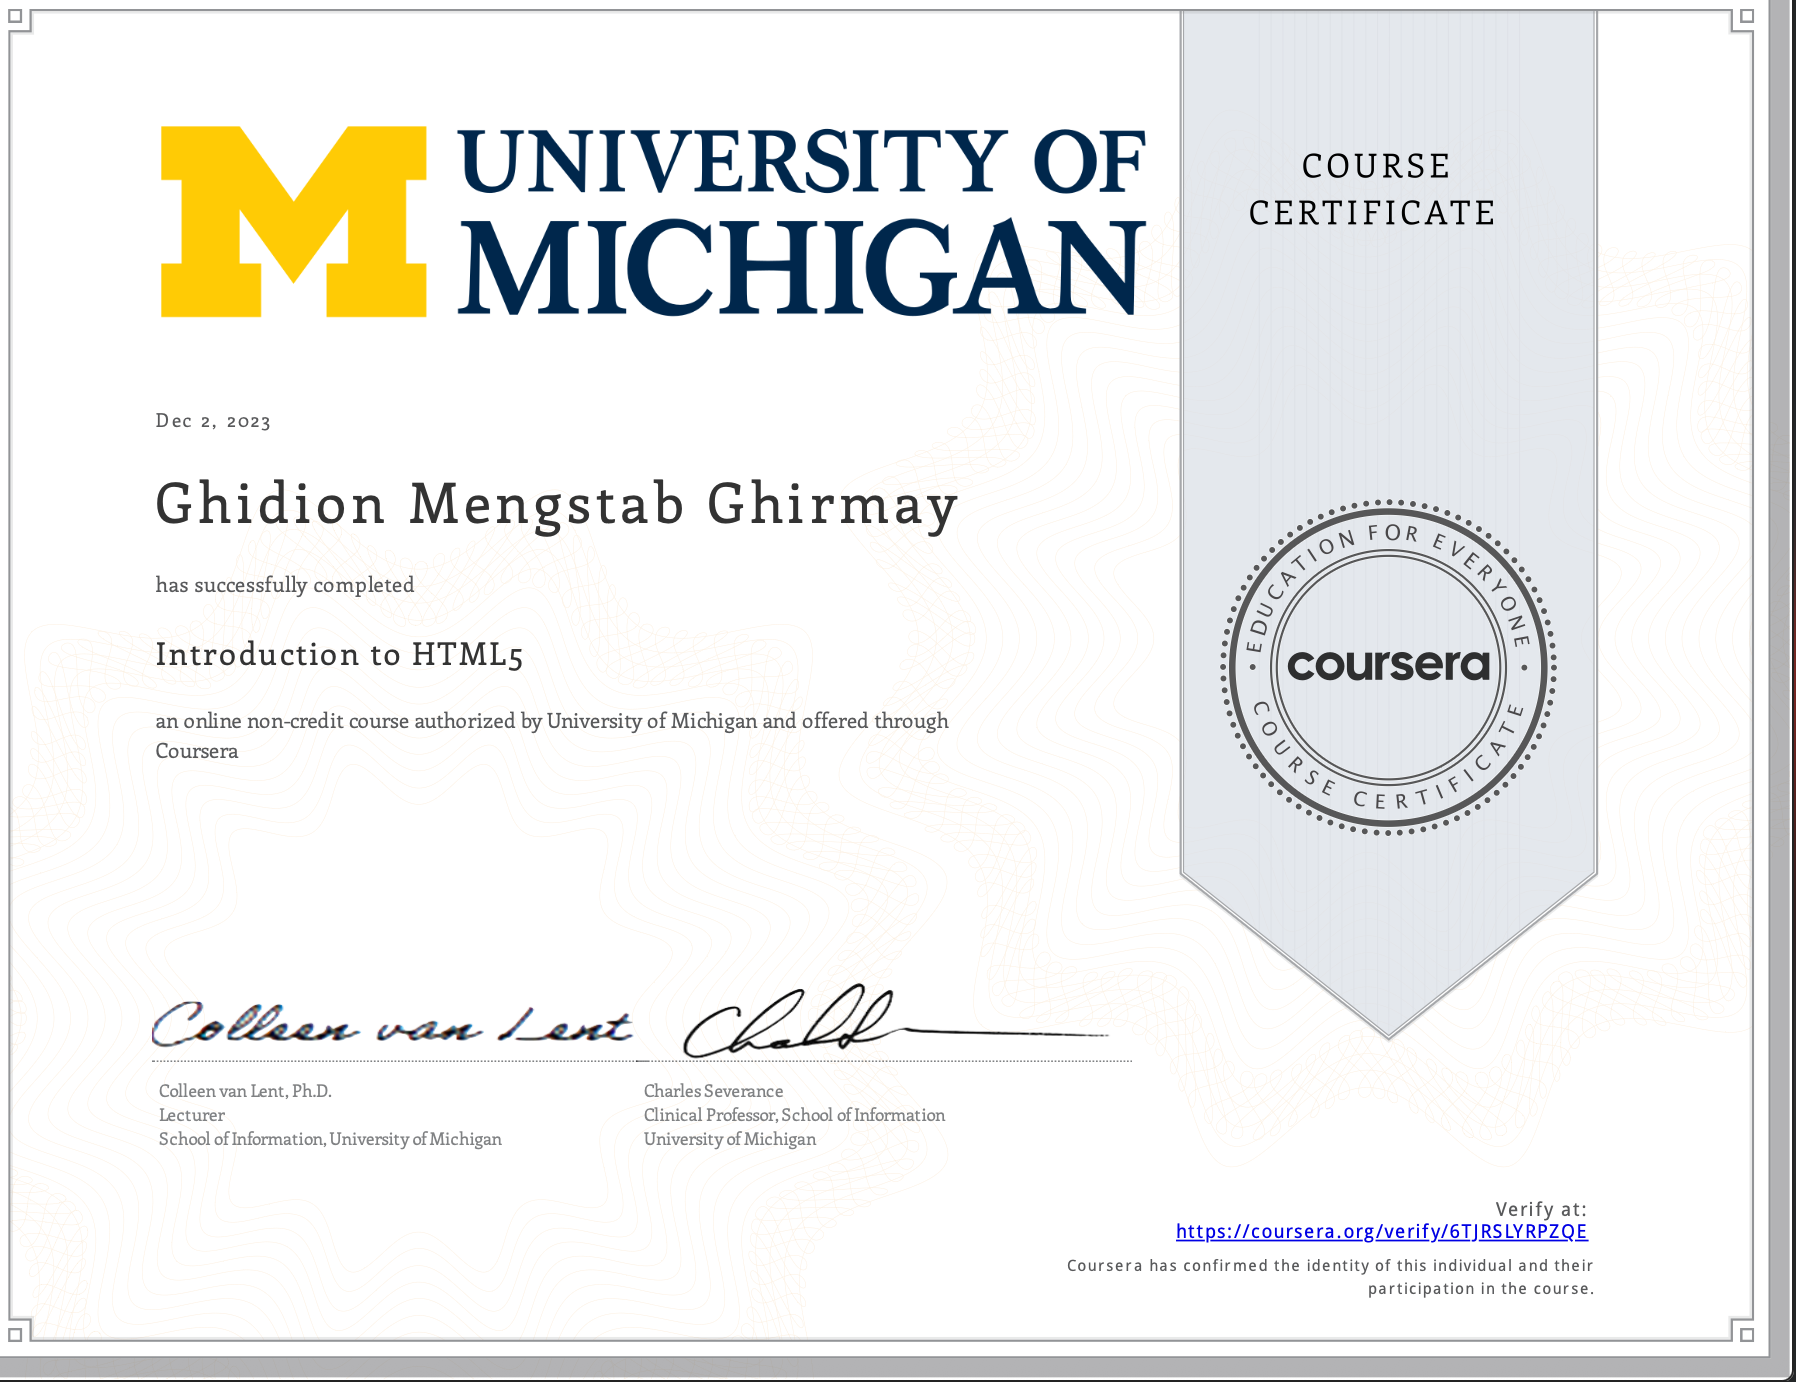 UNIVERSITY OF
MICHIGAN
COURSE
CERTIFICATE
Dec 2, 2023
Ghidion Mengstab Ghirmay
has successfully completed
Introduction to HTML5
an online non-credit course authorized by University of Michigan and offered through
Coursera
EDUCATION FOR EVERYONE
coursera
COURSE CERTIFICATE
Colleen van Lent
Colleen van Lent, Ph.D.
Lecturer
School of Information, University of Michigan
Charles Severance
Clinical Professor, School of Information
University of Michigan
Verify at:
https://coursera.org/verify/6TJRSLYRPZQE
Coursera has confirmed the identity of this individual and their
participation in the course.